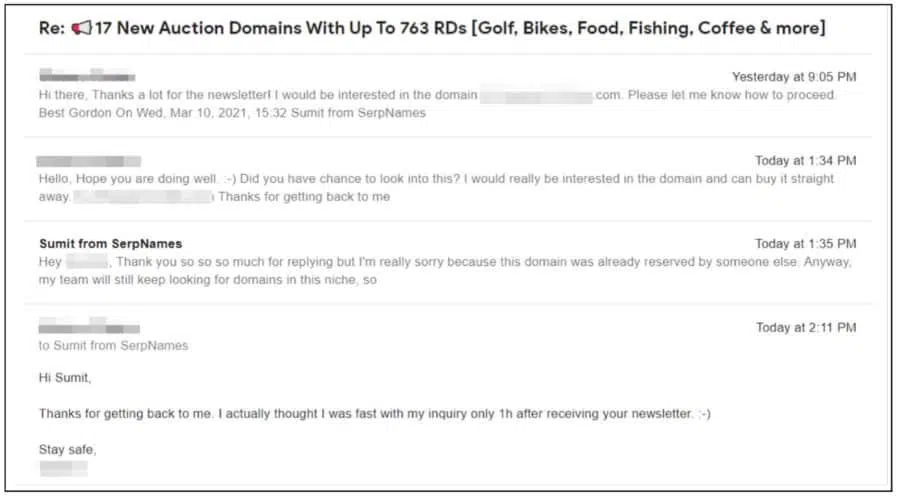 Re: 📢17 New Auction Domains With Up To 763 RDs [Golf, Bikes, Food, Fishing, Coffee & more]
Yesterday at 9:05 PM
Hi there, Thanks a lot for the newsletter! I would be interested in the domain .com. Please let me know how to proceed.
Best Gordon On Wed, Mar 10, 2021, 15:32 Sumit from SerpNames
Today at 1:34 PM
Hello, Hope you are doing well. :-) Did you have chance to look into this? I would really be interested in the domain and can buy it straight
away. Thanks for getting back to me
Sumit from SerpNames Today at 1:35 PM
Hey , Thank you so so so much for replying but I'm really sorry because this domain was already reserved by someone else. Anyway,
my team will still keep looking for domains in this niche, so
Today at 2:11 PM
to Sumit from SerpNames
Hi Sumit,
Thanks for getting back to me. I actually thought I was fast with my inquiry only 1h after receiving your newsletter. :-)
Stay safe,